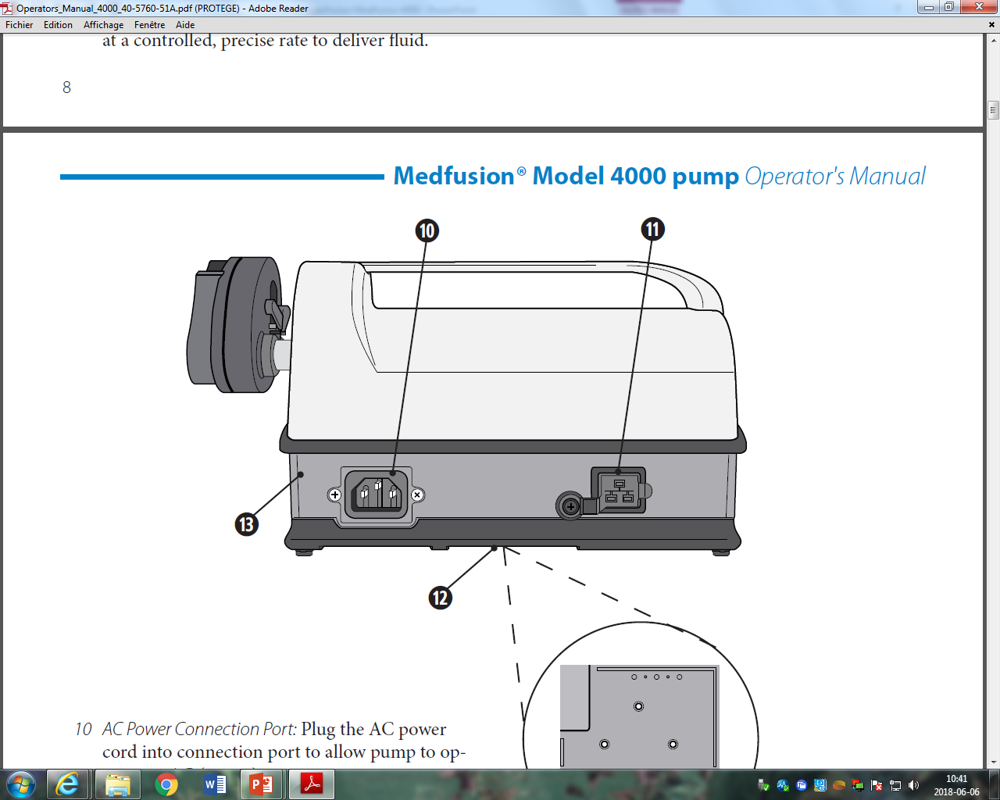 Operators_Manual_4000_40-5760-51A.pdf (PROTEGE) - Adobe Reader
Fichier Edition Affichage Fenêtre Aide
at a controlled, precise rate to deliver fluid.
8
Medfusion® Model 4000 pump Operator's Manual
10
11
13
12
10 AC Power Connection Port: Plug the AC power
cord into connection port to allow pump to op-
10:41
2018-06-06